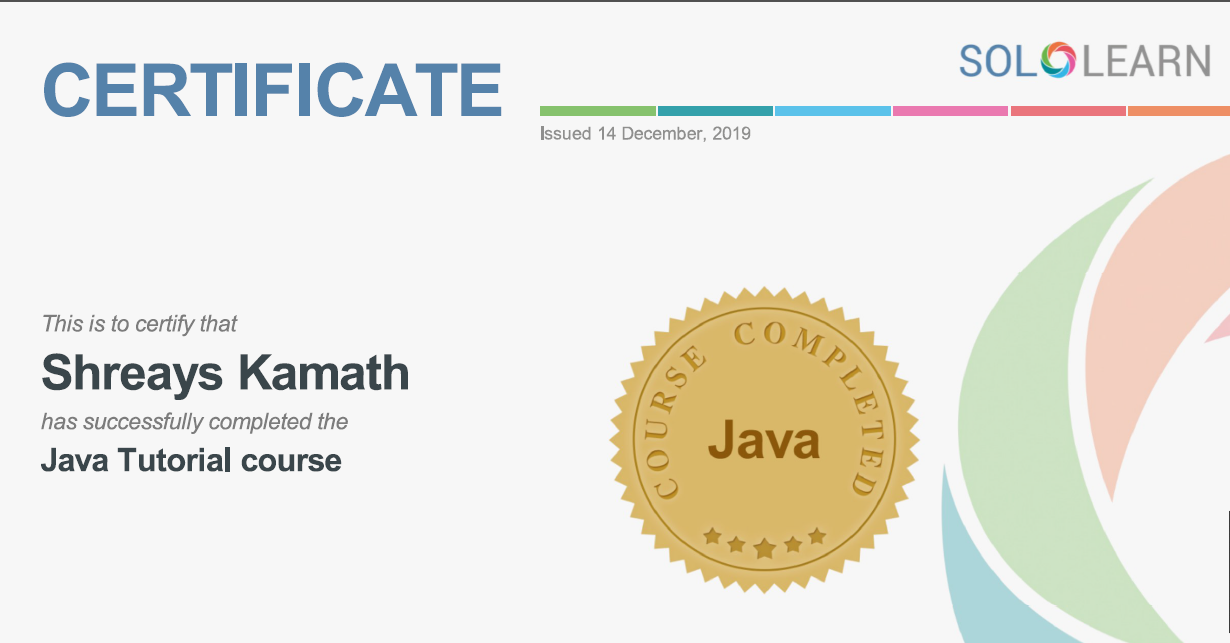 CERTIFICATE
SOLOLEARN
Issued 14 December, 2019
This is to certify that
Shreays Kamath
has successfully completed the
Java Tutorial course
COURSE COMPLETED
Java